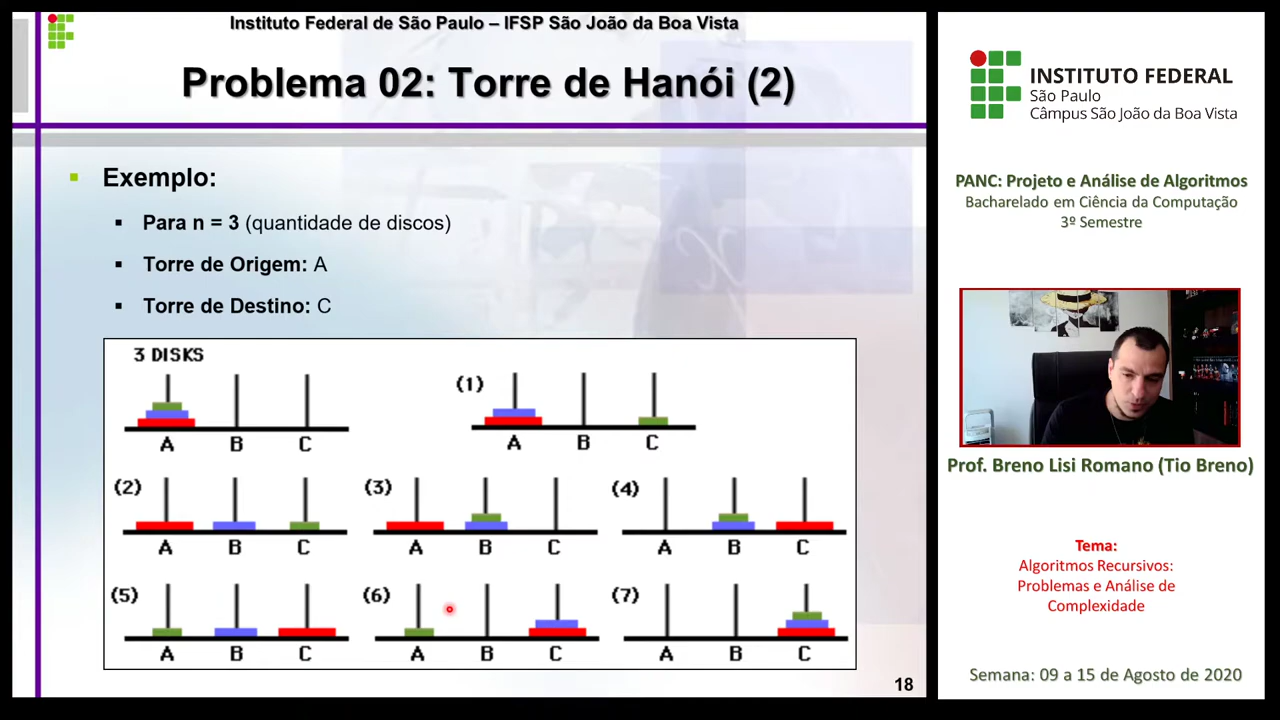 Instituto Federal de São Paulo – IFSP São João da Boa Vista
Problema 02: Torre de Hanói (2)
Exemplo:
Para n = 3 (quantidade de discos)
Torre de Origem: A
Torre de Destino: C
3 DISKS
A B C
(1)
A B C
(2)
A B C
(3)
A B C
(4)
A B C
(5)
A B C
(6)
A B C
(7)
A B C
18
INSTITUTO FEDERAL
São Paulo
Câmpus São João da Boa Vista
PANC: Projeto e Análise de Algoritmos
Bacharelado em Ciência da Computação
3º Semestre
Prof. Breno Lisi Romano (Tio Breno)
Tema:
Algoritmos Recursivos:
Problemas e Análise de
Complexidade
Semana: 09 a 15 de Agosto de 2020